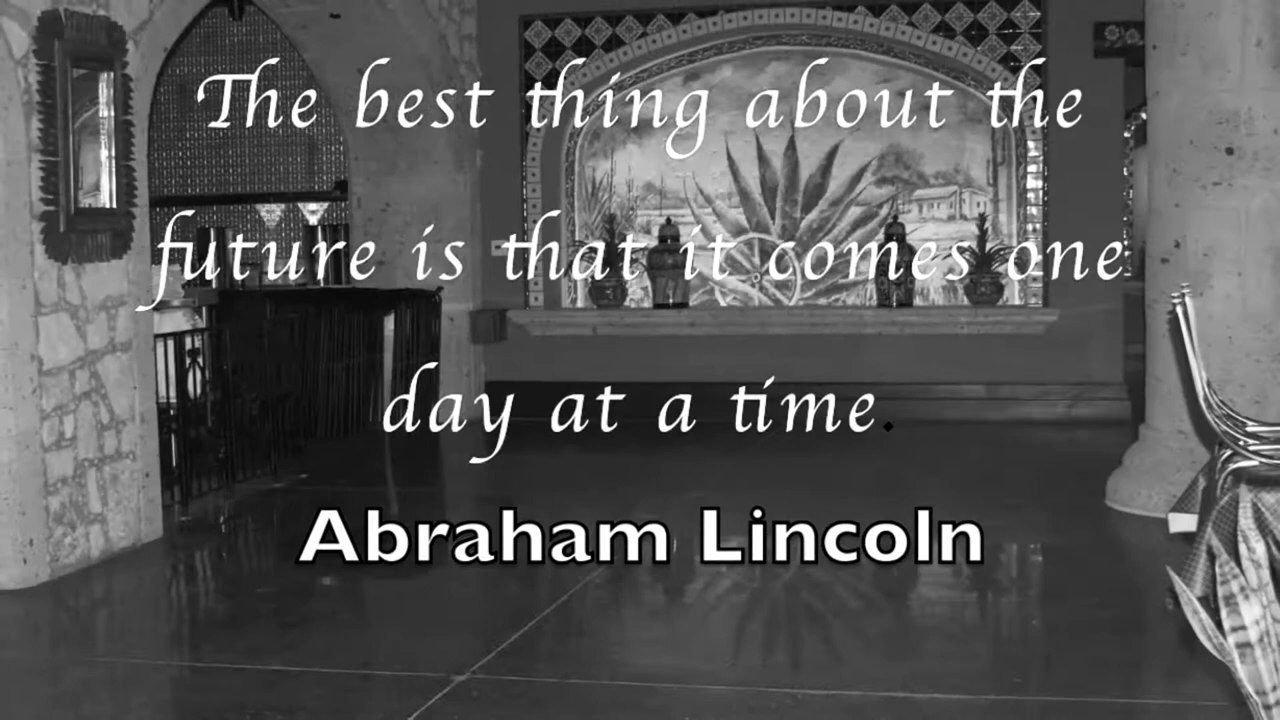 The best thing about the
future is that it comes one
day at a time.
Abraham Lincoln